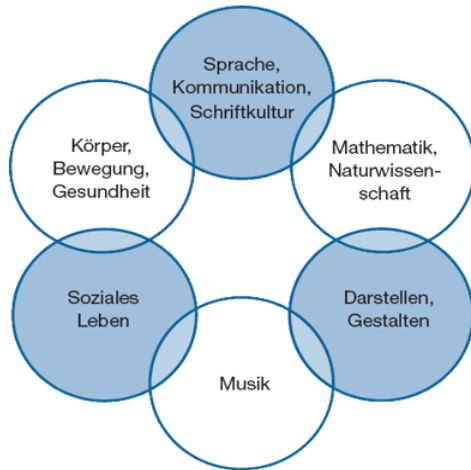 Sprache,
Kommunikation,
Schriftkultur
Körper,
Bewegung,
Gesundheit
Mathematik,
Naturwissen-
schaft
Soziales
Leben
Darstellen,
Gestalten
Musik